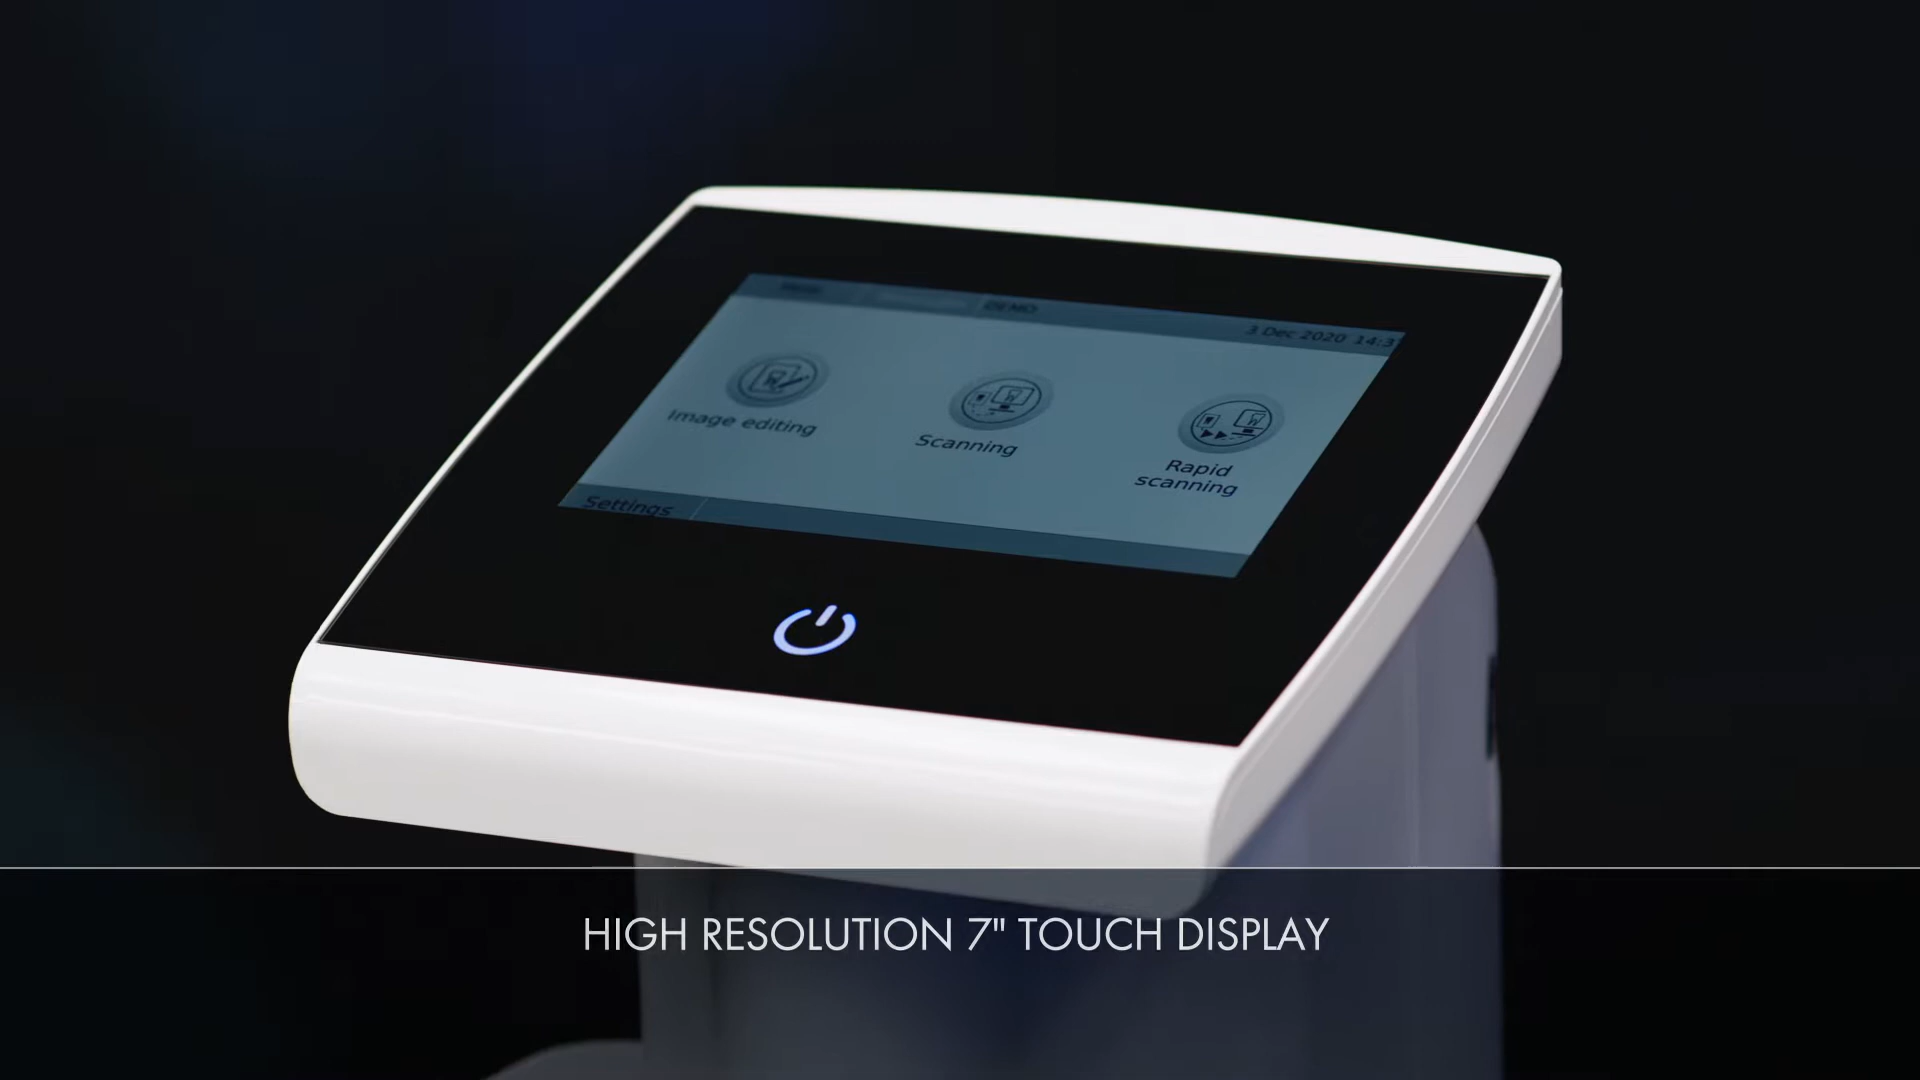 DEMO
3 Dec 2020 14:3
Image editing
Scanning
Rapid
scanning
Settings
HIGH RESOLUTION 7" TOUCH DISPLAY